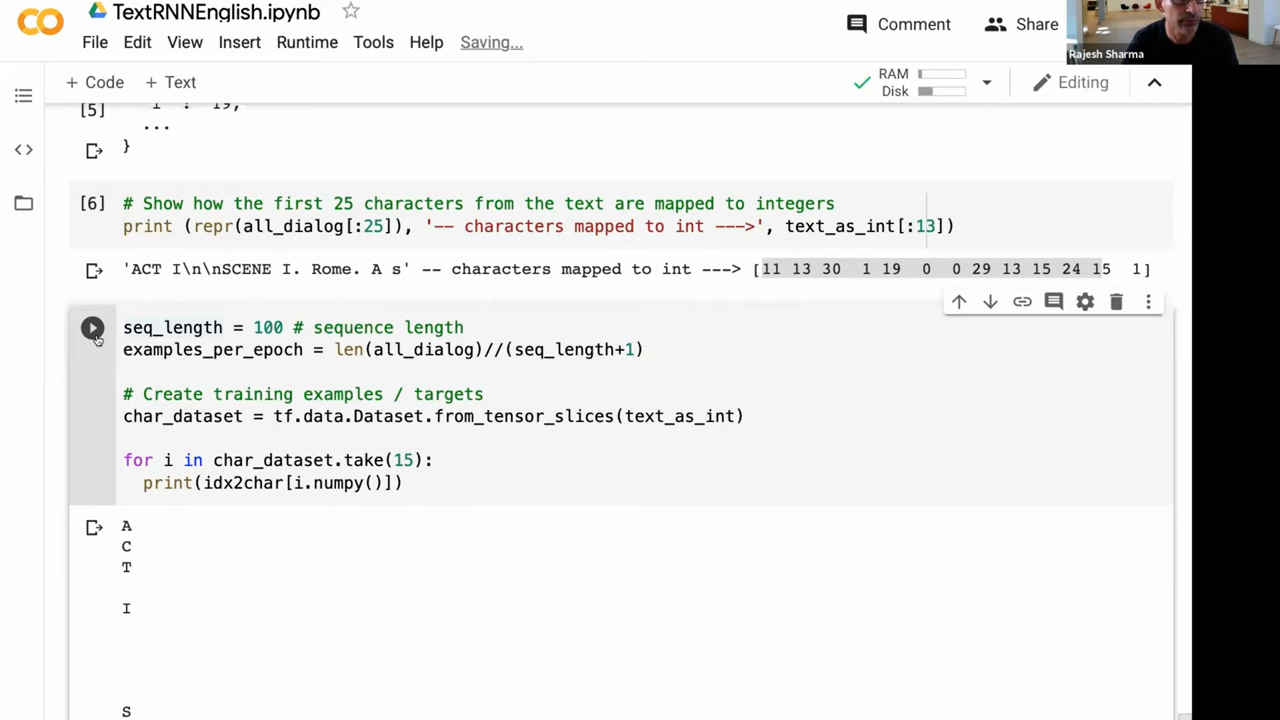 TextRNNEnglish.ipynb
Comment
Share
Rajesh Sharma
File Edit View Insert Runtime Tools Help Saving...
+ Code + Text
RAM
Disk
Editing
[5]
...
}
[6] # Show how the first 25 characters from the text are mapped to integers
print (repr(all_dialog[:25]), '-- characters mapped to int --->', text_as_int[:13])
'ACT I\n\nSCENE I. Rome. A s' -- characters mapped to int ---> [11 13 30 1 19 0 0 29 13 15 24 15 1]
seq_length = 100 # sequence length
examples_per_epoch = len(all_dialog)//(seq_length+1)
# Create training examples / targets
char_dataset = tf.data.Dataset.from_tensor_slices(text_as_int)
for i in char_dataset.take(15):
print(idx2char[i.numpy()])
A
C
T
I
S